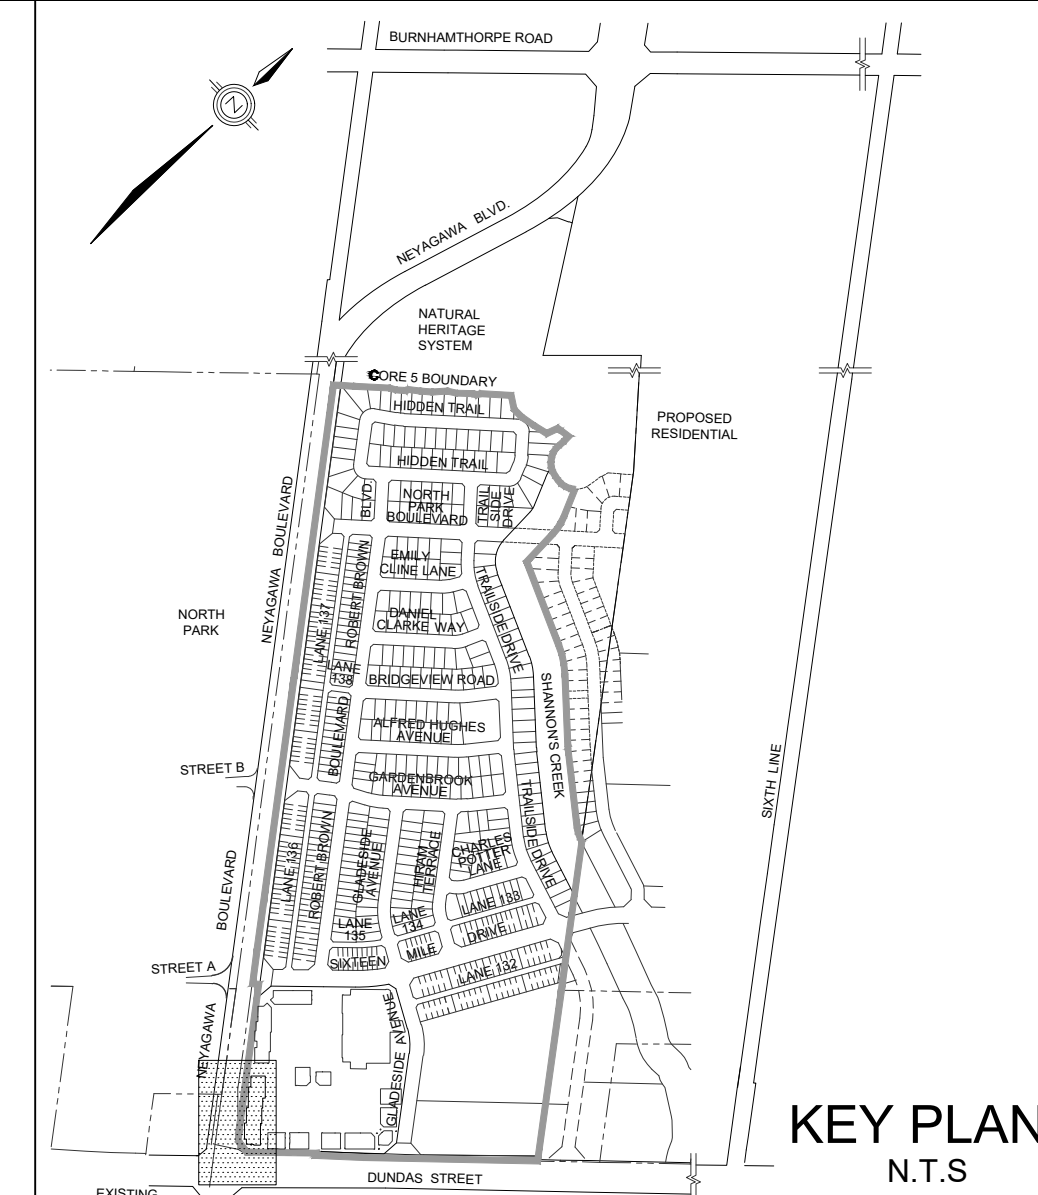 BURNHAMTHORPE ROAD
N
NEYAGAWA BLVD.
NATURAL
HERITAGE
SYSTEM
CORE 5 BOUNDARY
HIDDEN TRAIL
PROPOSED
RESIDENTIAL
HIDDEN TRAIL
BLVD.
NORTH
PARK
BOULEVARD
TRAIL
SIDE
DRIVE
NEYAGAWA BOULEVARD
ROBERT BROWN
EMILY
CLINE LANE
TRAILSIDE DRIVE
NORTH
PARK
LANE 137
DANIEL
CLARKE WAY
LANE
138
BRIDGEVIEW ROAD
SHANNON'S CREEK
BOULEVARD
ALFRED HUGHES
AVENUE
STREET B
GARDENBROOK
AVENUE
SIXTH LINE
TRAILSIDE DRIVE
LANE 136
ROBERT BROWN
GLADESIDE
AVENUE
HIRAM
TERRACE
CHARLES
POTTER
LANE
BOULEVARD
LANE
135
LANE
134
LANE 133
DRIVE
MILE
SIXTEEN
STREET A
LANE 132
NEYAGAWA
GLADESIDE AVENUE
KEY PLAN
N.T.S
DUNDAS STREET
EXISTING